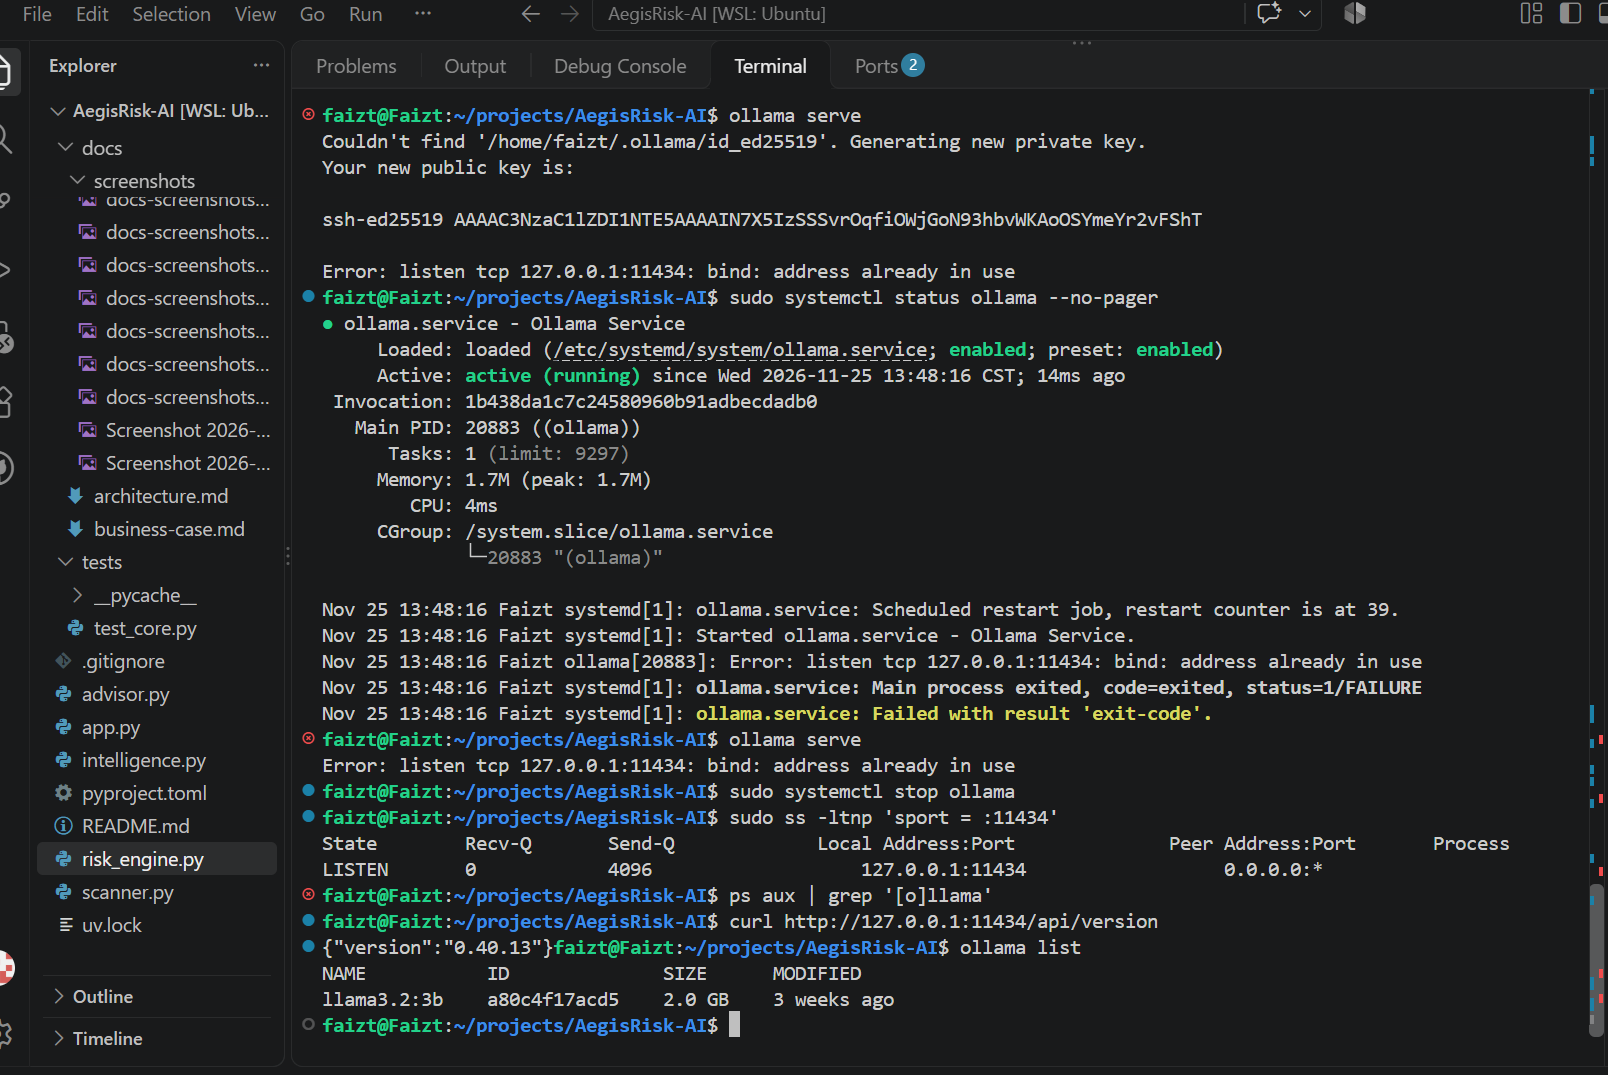 File Edit Selection View Go Run ··· AegisRisk-AI [WSL: Ubuntu]
Explorer ···
AegisRisk-AI [WSL: Ub...
docs
screenshots
docs-screenshots...
docs-screenshots...
docs-screenshots...
docs-screenshots...
docs-screenshots...
docs-screenshots...
docs-screenshots...
Screenshot 2026-...
Screenshot 2026-...
architecture.md
business-case.md
tests
__pycache__
test_core.py
.gitignore
advisor.py
app.py
intelligence.py
pyproject.toml
README.md
risk_engine.py
scanner.py
uv.lock
Outline
Timeline
Problems Output Debug Console Terminal Ports 2
faizt@Faizt:~/projects/AegisRisk-AI$ ollama serve
Couldn't find '/home/faizt/.ollama/id_ed25519'. Generating new private key.
Your new public key is:
ssh-ed25519 AAAAC3NzaC1lZDI1NTE5AAAAIN7X5IzSSSvrOqfiOWjGoN93hbvWKAoOSYmeYr2vFShT
Error: listen tcp 127.0.0.1:11434: bind: address already in use
faizt@Faizt:~/projects/AegisRisk-AI$ sudo systemctl status ollama --no-pager
● ollama.service - Ollama Service
Loaded: loaded (/etc/systemd/system/ollama.service; enabled; preset: enabled)
Active: active (running) since Wed 2026-11-25 13:48:16 CST; 14ms ago
Invocation: 1b438da1c7c24580960b91adbecdadb0
Main PID: 20883 ((ollama))
Tasks: 1 (limit: 9297)
Memory: 1.7M (peak: 1.7M)
CPU: 4ms
CGroup: /system.slice/ollama.service
└─20883 "(ollama)"
Nov 25 13:48:16 Faizt systemd[1]: ollama.service: Scheduled restart job, restart counter is at 39.
Nov 25 13:48:16 Faizt systemd[1]: Started ollama.service - Ollama Service.
Nov 25 13:48:16 Faizt ollama[20883]: Error: listen tcp 127.0.0.1:11434: bind: address already in use
Nov 25 13:48:16 Faizt systemd[1]: ollama.service: Main process exited, code=exited, status=1/FAILURE
Nov 25 13:48:16 Faizt systemd[1]: ollama.service: Failed with result 'exit-code'.
faizt@Faizt:~/projects/AegisRisk-AI$ ollama serve
Error: listen tcp 127.0.0.1:11434: bind: address already in use
faizt@Faizt:~/projects/AegisRisk-AI$ sudo systemctl stop ollama
faizt@Faizt:~/projects/AegisRisk-AI$ sudo ss -ltnp 'sport = :11434'
State Recv-Q Send-Q Local Address:Port Peer Address:Port Process
LISTEN 0 4096 127.0.0.1:11434 0.0.0.0:*
faizt@Faizt:~/projects/AegisRisk-AI$ ps aux | grep '[o]llama'
faizt@Faizt:~/projects/AegisRisk-AI$ curl http://127.0.0.1:11434/api/version
{"version":"0.40.13"}faizt@Faizt:~/projects/AegisRisk-AI$ ollama list
NAME ID SIZE MODIFIED
llama3.2:3b a80c4f17acd5 2.0 GB 3 weeks ago
faizt@Faizt:~/projects/AegisRisk-AI$